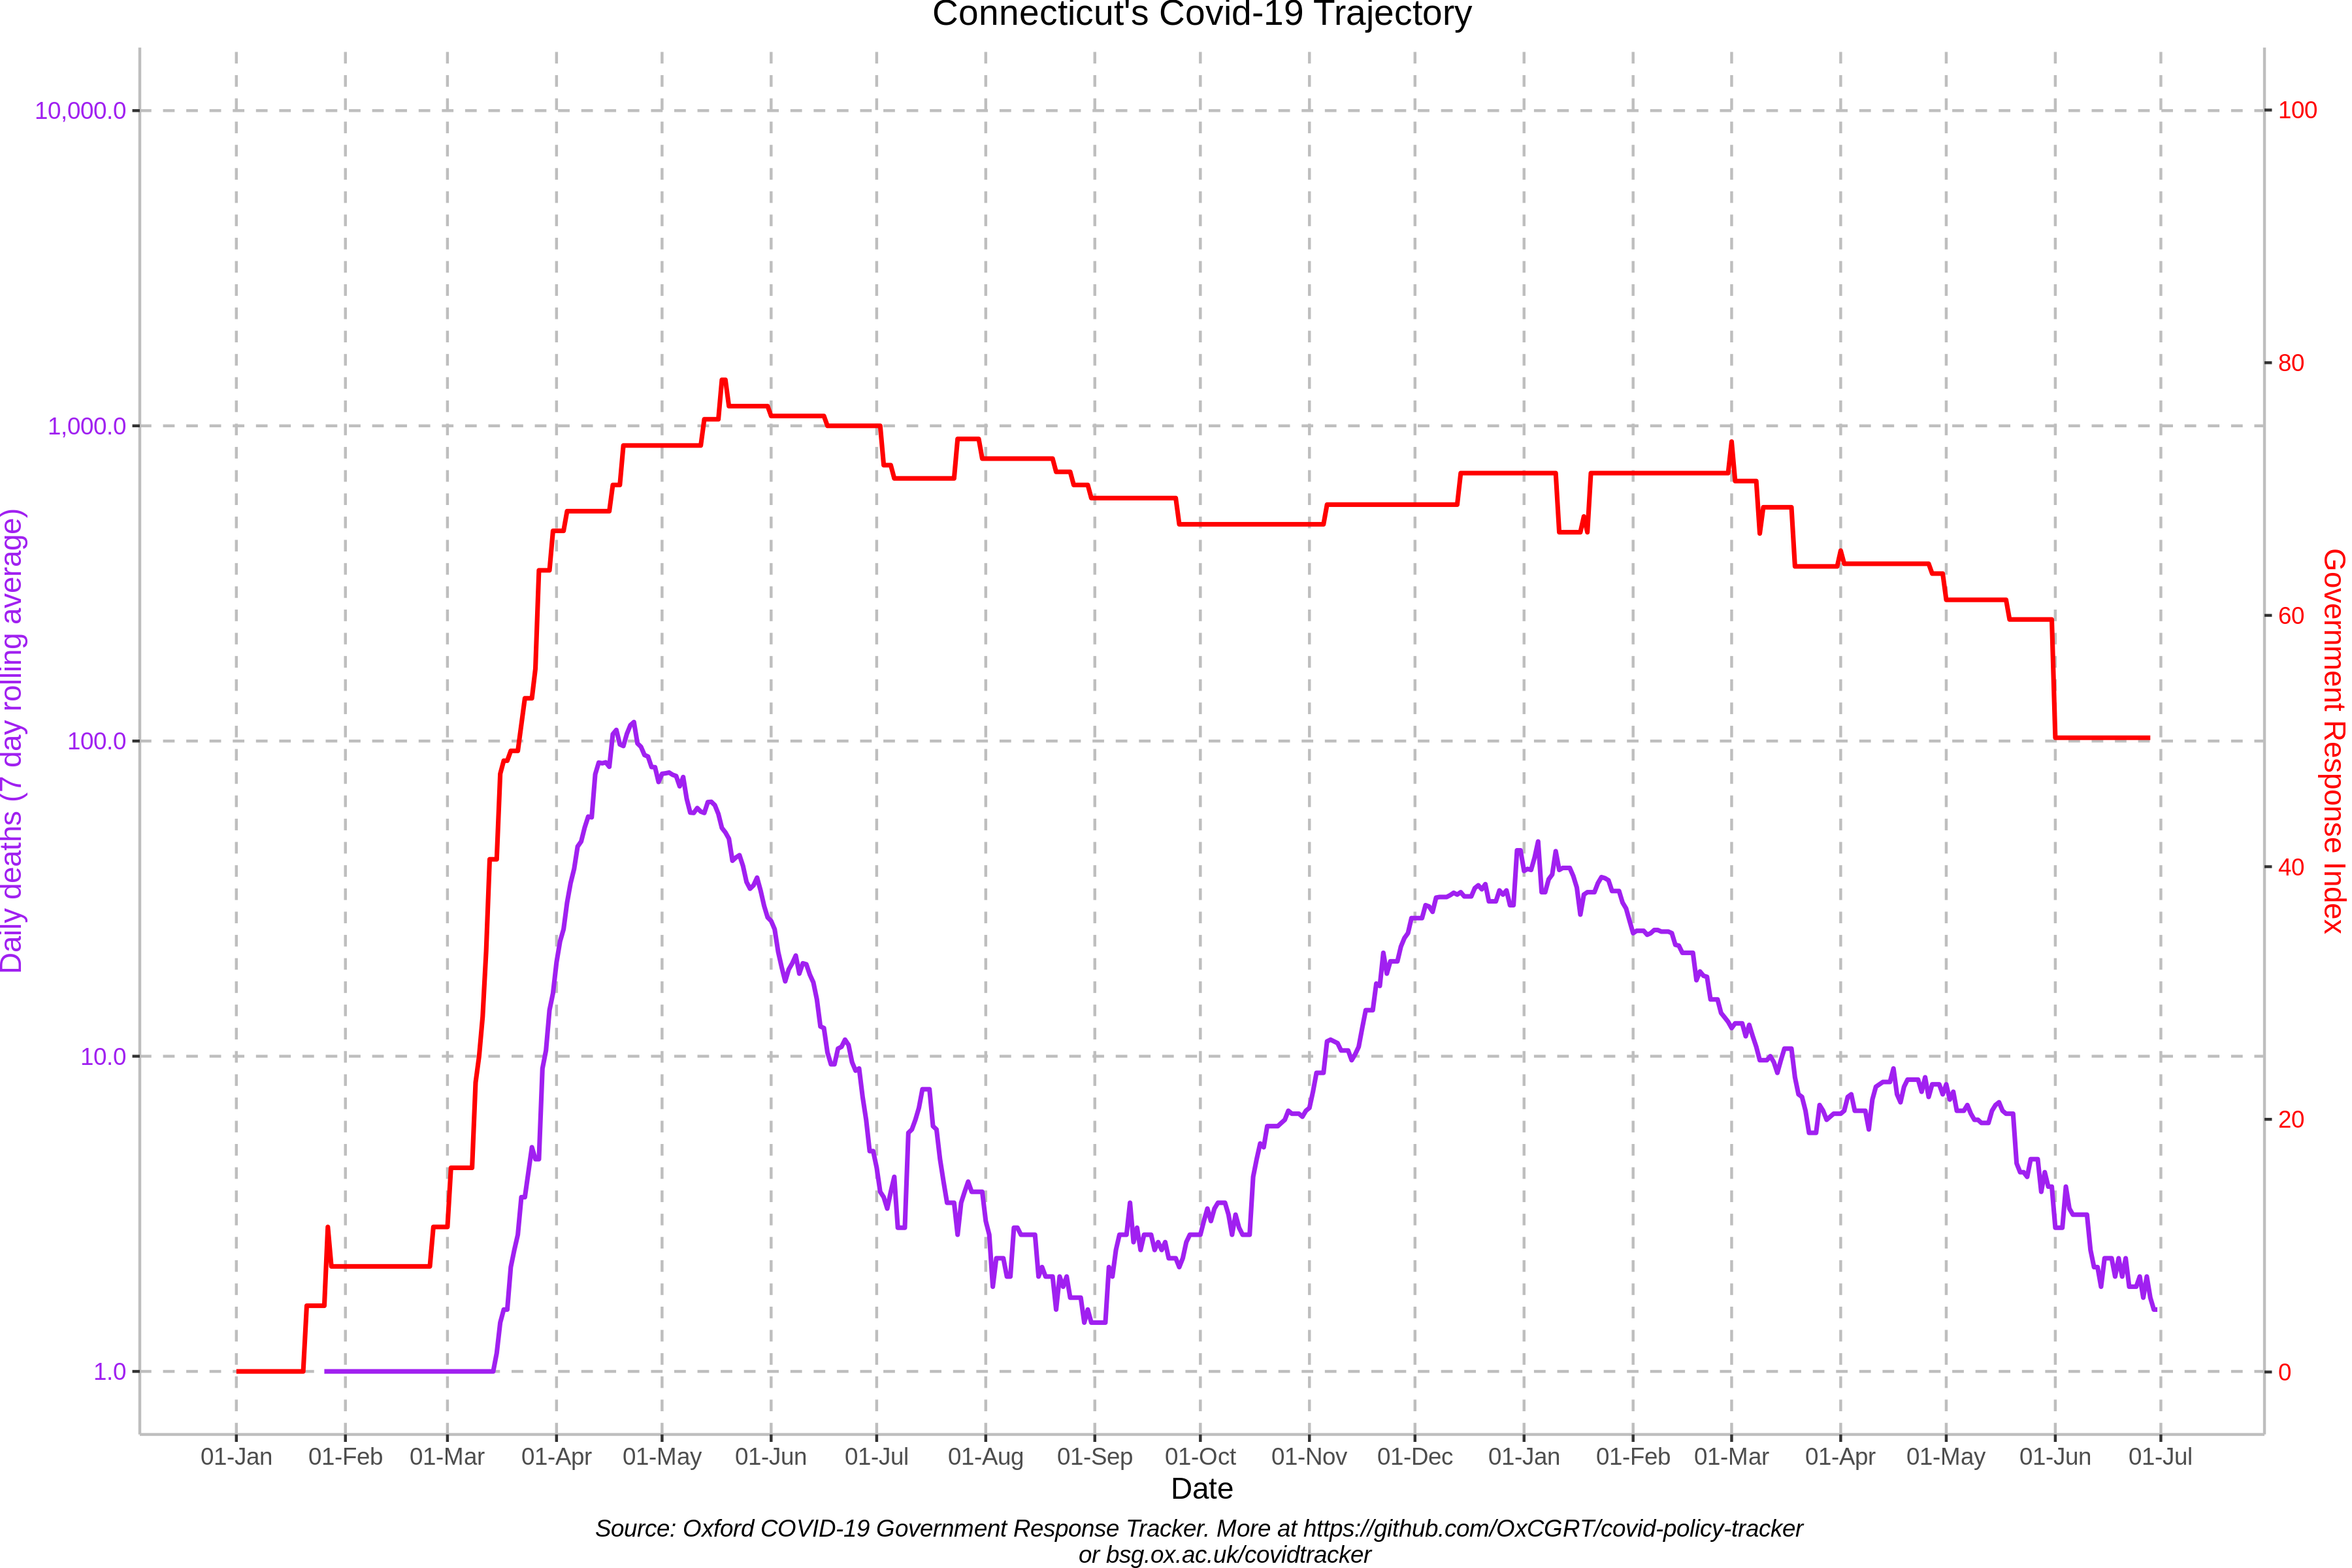 Connecticut's Covid-19 Trajectory
10,000.0
1,000.0
100.0
10.0
1.0
Daily deaths (7 day rolling average)
100
80
60
40
20
0
Government Response Index
01-Jan 01-Feb 01-Mar 01-Apr 01-May 01-Jun 01-Jul 01-Aug 01-Sep 01-Oct 01-Nov 01-Dec 01-Jan 01-Feb 01-Mar 01-Apr 01-May 01-Jun 01-Jul
Date
Source: Oxford COVID-19 Government Response Tracker. More at https://github.com/OxCGRT/covid-policy-tracker
or bsg.ox.ac.uk/covidtracker